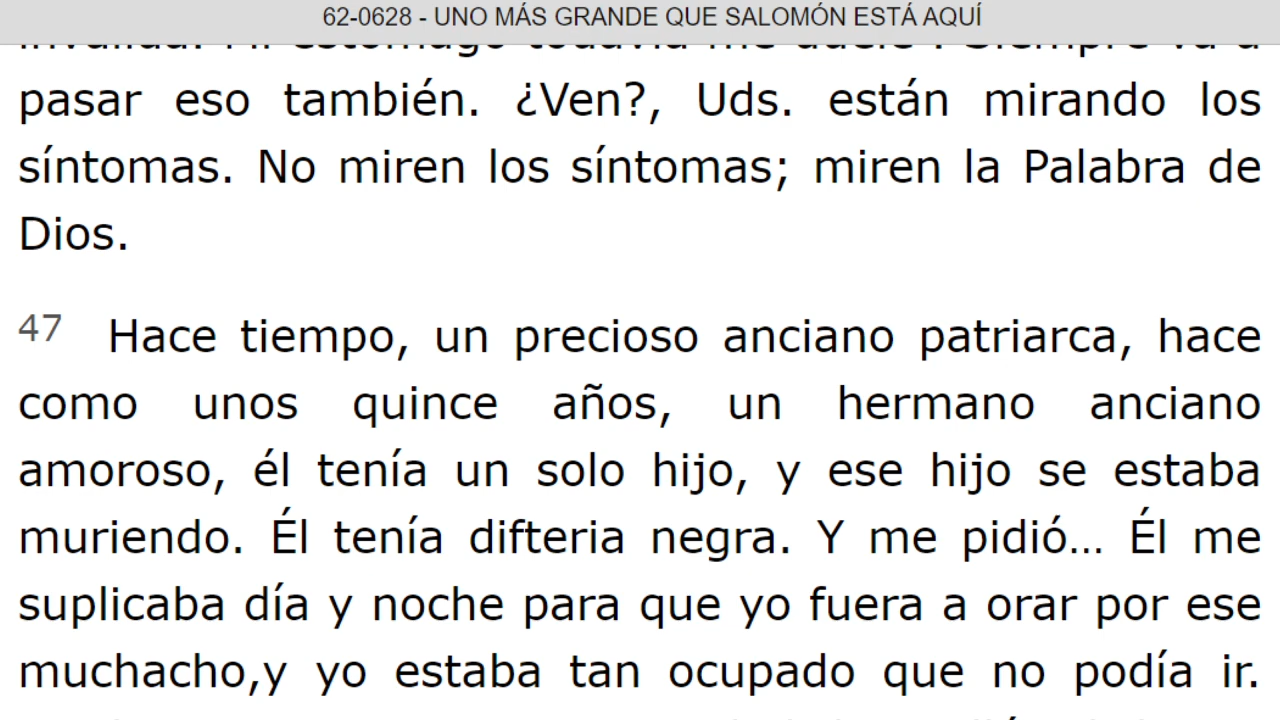 62-0628 - UNO MÁS GRANDE QUE SALOMÓN ESTÁ AQUÍ
pasar eso también. ¿Ven?, Uds. están mirando los
síntomas. No miren los síntomas; miren la Palabra de
Dios.
47 Hace tiempo, un precioso anciano patriarca, hace
como unos quince años, un hermano anciano
amoroso, él tenía un solo hijo, y ese hijo se estaba
muriendo. Él tenía difteria negra. Y me pidió... Él me
suplicaba día y noche para que yo fuera a orar por ese
muchacho,y yo estaba tan ocupado que no podía ir.